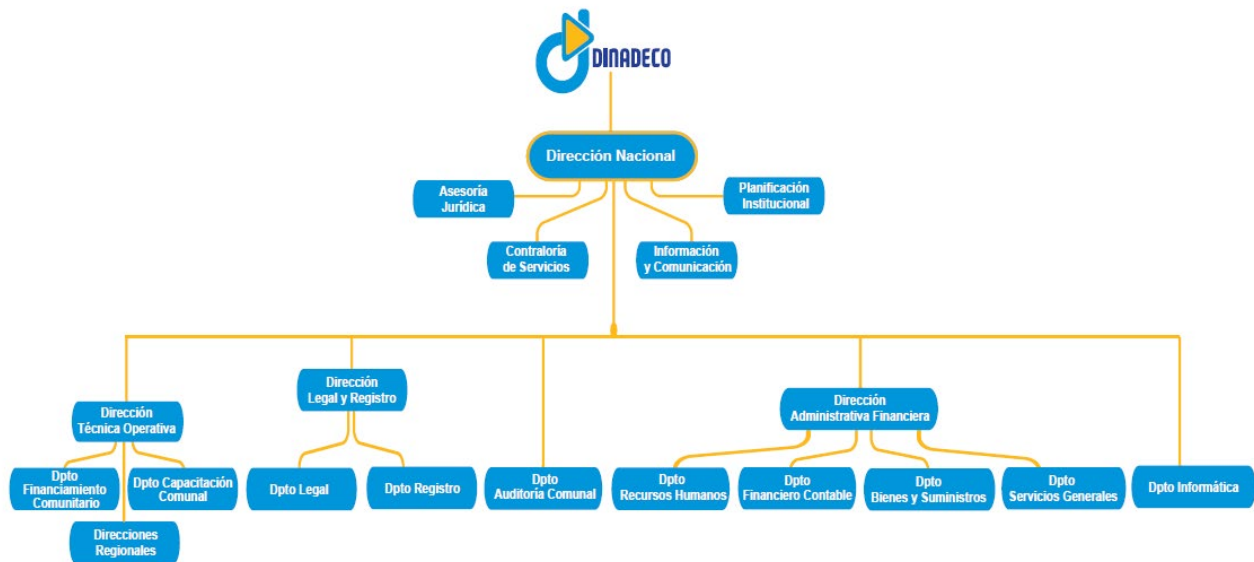 DINADECO
Dirección Nacional
Asesoría
Jurídica
Planificación
Institucional
Contraloría
de Servicios
Información
y Comunicación
Dirección
Técnica Operativa
Dirección
Legal y Registro
Dirección
Administrativa Financiera
Dpto
Financiamiento
Comunitario
Dpto Capacitación
Comunal
Direcciones
Regionales
Dpto Legal
Dpto Registro
Dpto
Auditoría Comunal
Dpto
Recursos Humanos
Dpto
Financiero Contable
Dpto
Bienes y Suministros
Dpto
Servicios Generales
Dpto Informática